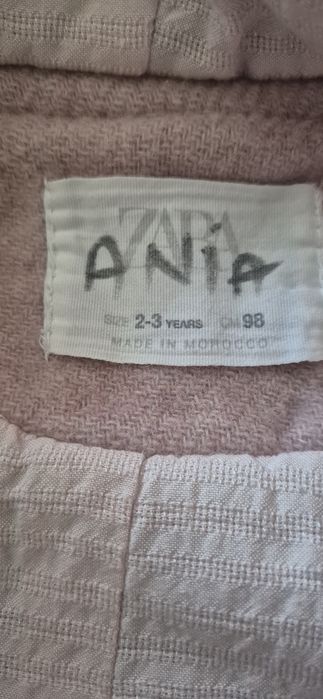 ZARA
ANiA
SIZE 2-3 YEARS CM 98
MADE IN MOROCCO